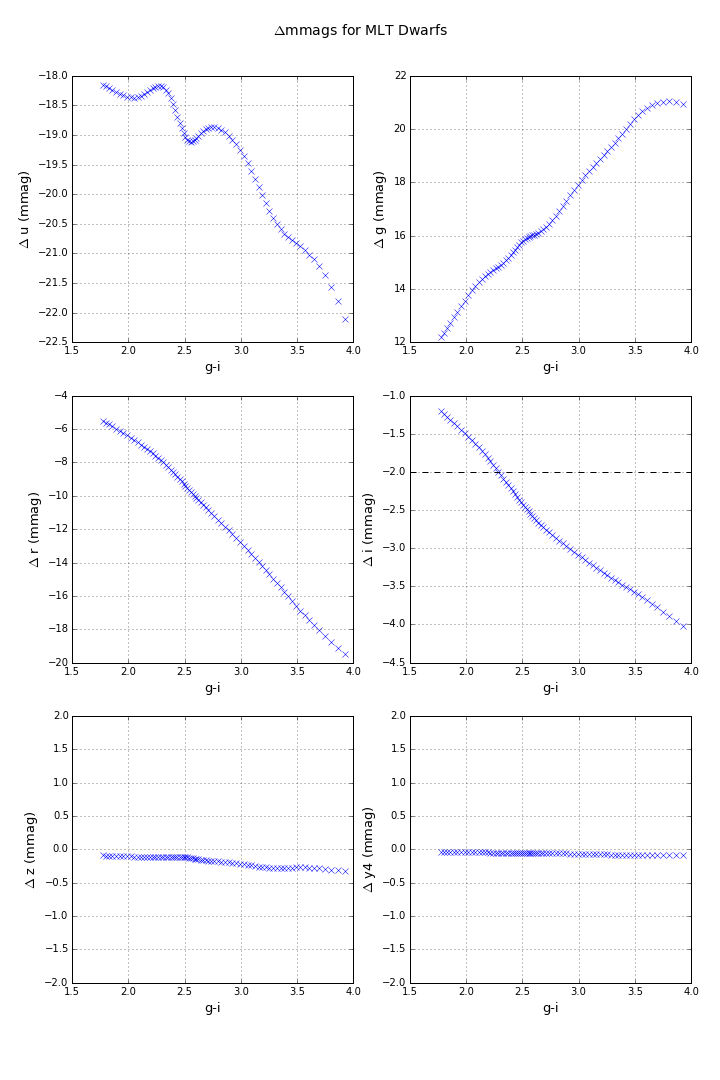 Δmmags for MLT Dwarfs
−18.0
−18.5
−19.0
−19.5
−20.0
−20.5
−21.0
−21.5
−22.0
−22.5
Δ u (mmag)
1.5 2.0 2.5 3.0 3.5 4.0
g-i
22
20
18
16
14
12
Δ g (mmag)
1.5 2.0 2.5 3.0 3.5 4.0
g-i
−4
−6
−8
−10
−12
−14
−16
−18
−20
Δ r (mmag)
1.5 2.0 2.5 3.0 3.5 4.0
g-i
−1.0
−1.5
−2.0
−2.5
−3.0
−3.5
−4.0
−4.5
Δ i (mmag)
1.5 2.0 2.5 3.0 3.5 4.0
g-i
2.0
1.5
1.0
0.5
0.0
−0.5
−1.0
−1.5
−2.0
Δ z (mmag)
1.5 2.0 2.5 3.0 3.5 4.0
g-i
2.0
1.5
1.0
0.5
0.0
−0.5
−1.0
−1.5
−2.0
Δ y4 (mmag)
1.5 2.0 2.5 3.0 3.5 4.0
g-i